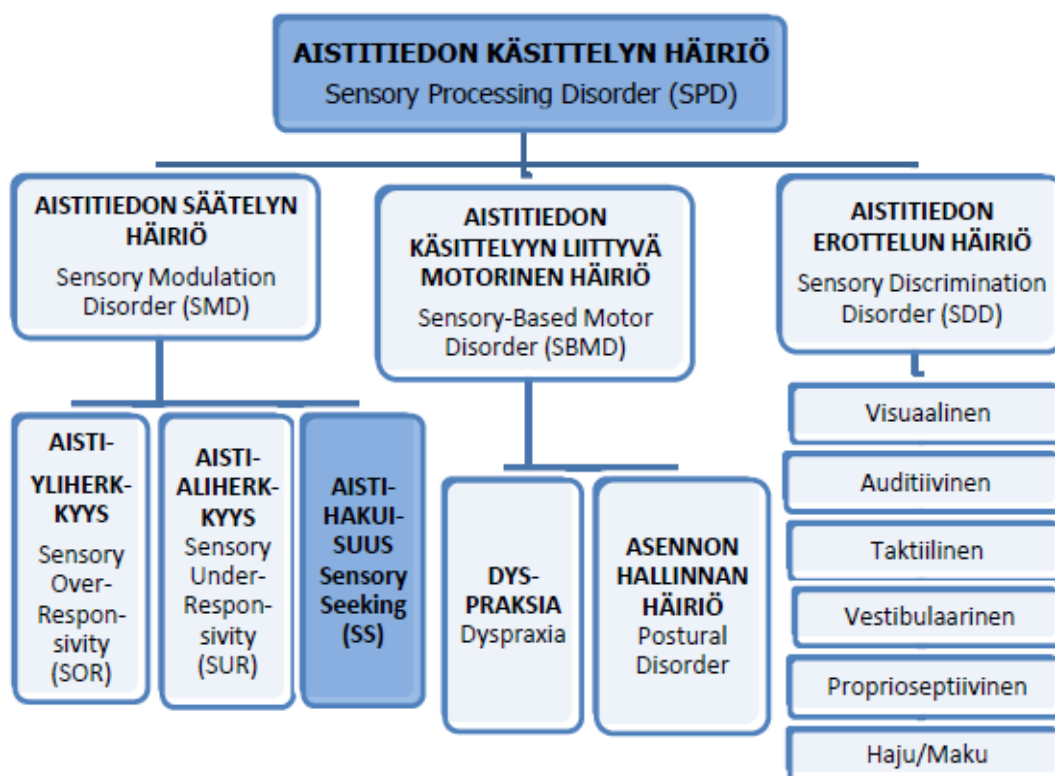 AISTITIEDON KÄSITTELYN HÄIRIÖ
Sensory Processing Disorder (SPD)
AISTITIEDON SÄÄTELYN
HÄIRIÖ
Sensory Modulation
Disorder (SMD)
AISTITIEDON
KÄSITTELYYN LIITTYVÄ
MOTORINEN HÄIRIÖ
Sensory-Based Motor
Disorder (SBMD)
AISTITIEDON
EROTTELUN HÄIRIÖ
Sensory Discrimination
Disorder (SDD)
AISTI-
YLIHERK-
KYYS
Sensory
Over-
Respon-
sivity
(SOR)
AISTI-
ALIHERK-
KYYS
Sensory
Under-
Respon-
sivity
(SUR)
AISTI-
HAKUI-
SUUS
Sensory
Seeking
(SS)
DYS-
PRAKSIA
Dyspraxia
ASENNON
HALLINNAN
HÄIRIÖ
Postural
Disorder
Visuaalinen
Auditiivinen
Taktiilinen
Vestibulaarinen
Proprioseptiivinen
Haju/Maku